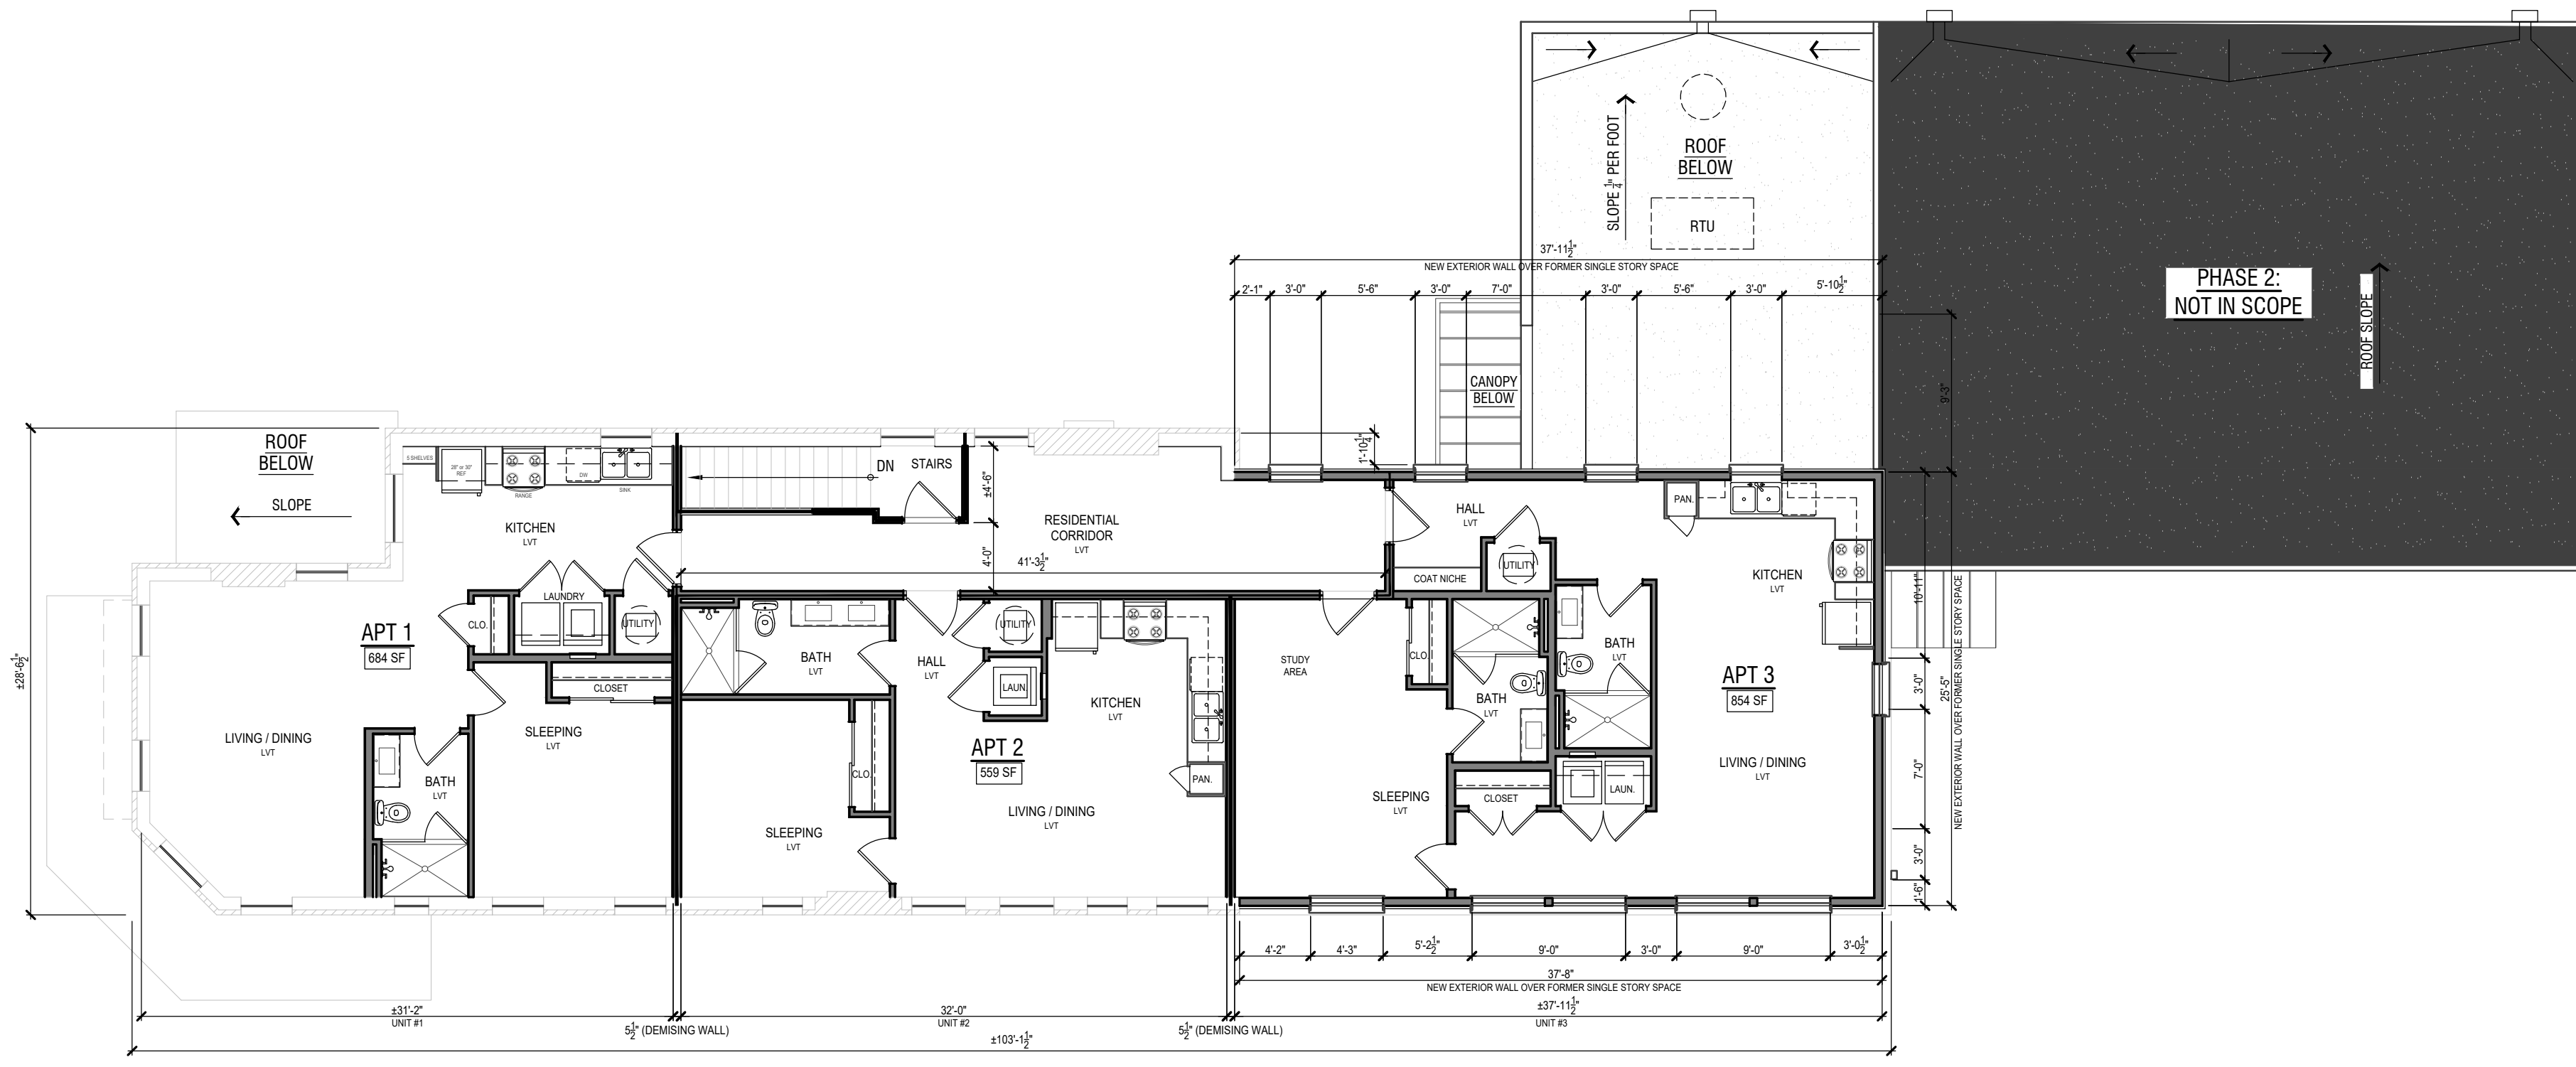 SLOPE 1/4" PER FOOT
ROOF
BELOW
RTU
37'-11 1/2"
NEW EXTERIOR WALL OVER FORMER SINGLE STORY SPACE
2'-1"
3'-0"
5'-6"
3'-0"
7'-0"
3'-0"
5'-6"
3'-0"
5'-10 1/2"
PHASE 2:
NOT IN SCOPE
ROOF SLOPE
CANOPY
BELOW
9'-3"
1'-10 1/4"
ROOF
BELOW
SLOPE
±28'-6 1/2"
5 SHELVES
28" or 30"
REF
RANGE
DW
SINK
KITCHEN
LVT
DN
STAIRS
±4'-6"
4'-0"
RESIDENTIAL
CORRIDOR
LVT
41'-3 1/2"
HALL
LVT
COAT NICHE
UTILITY
PAN.
KITCHEN
LVT
LAUNDRY
CLO.
UTILITY
APT 1
684 SF
CLOSET
SLEEPING
LVT
LIVING / DINING
LVT
BATH
LVT
BATH
LVT
HALL
LVT
UTILITY
LAUN.
KITCHEN
LVT
CLO.
APT 2
559 SF
PAN.
LIVING / DINING
LVT
SLEEPING
LVT
STUDY
AREA
CLO.
BATH
LVT
BATH
LVT
APT 3
854 SF
SLEEPING
LVT
CLOSET
LAUN.
LIVING / DINING
LVT
10'-11"
3'-0"
7'-0"
3'-0"
1'-6"
25'-5"
NEW EXTERIOR WALL OVER FORMER SINGLE STORY SPACE
4'-2"
4'-3"
5'-2 1/2"
9'-0"
3'-0"
9'-0"
3'-0 1/2"
37'-8"
NEW EXTERIOR WALL OVER FORMER SINGLE STORY SPACE
±31'-2"
UNIT #1
5 1/2" (DEMISING WALL)
32'-0"
UNIT #2
5 1/2" (DEMISING WALL)
±37'-11 1/2"
UNIT #3
±103'-1 1/2"